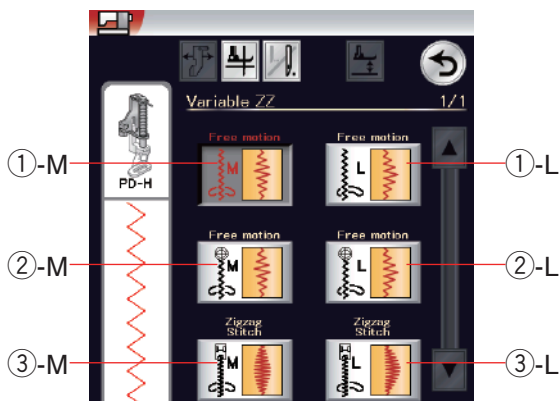 Variable ZZ 1/1
Free motion Free motion
①-M M L ①-L
PD-H
Free motion Free motion
②-M M L ②-L
Zigzag Stitch Zigzag Stitch
③-M M L ③-L